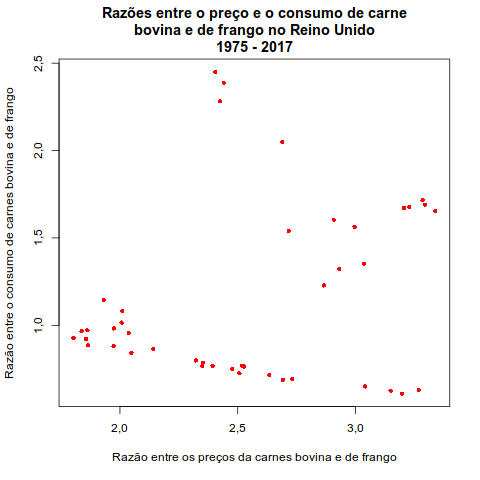 Razões entre o preço e o consumo de carne
bovina e de frango no Reino Unido
1975 - 2017
Razão entre o consumo de carnes bovina e de frango
2,5
2,0
1,5
1,0
2,0
2,5
3,0
Razão entre os preços da carnes bovina e de frango